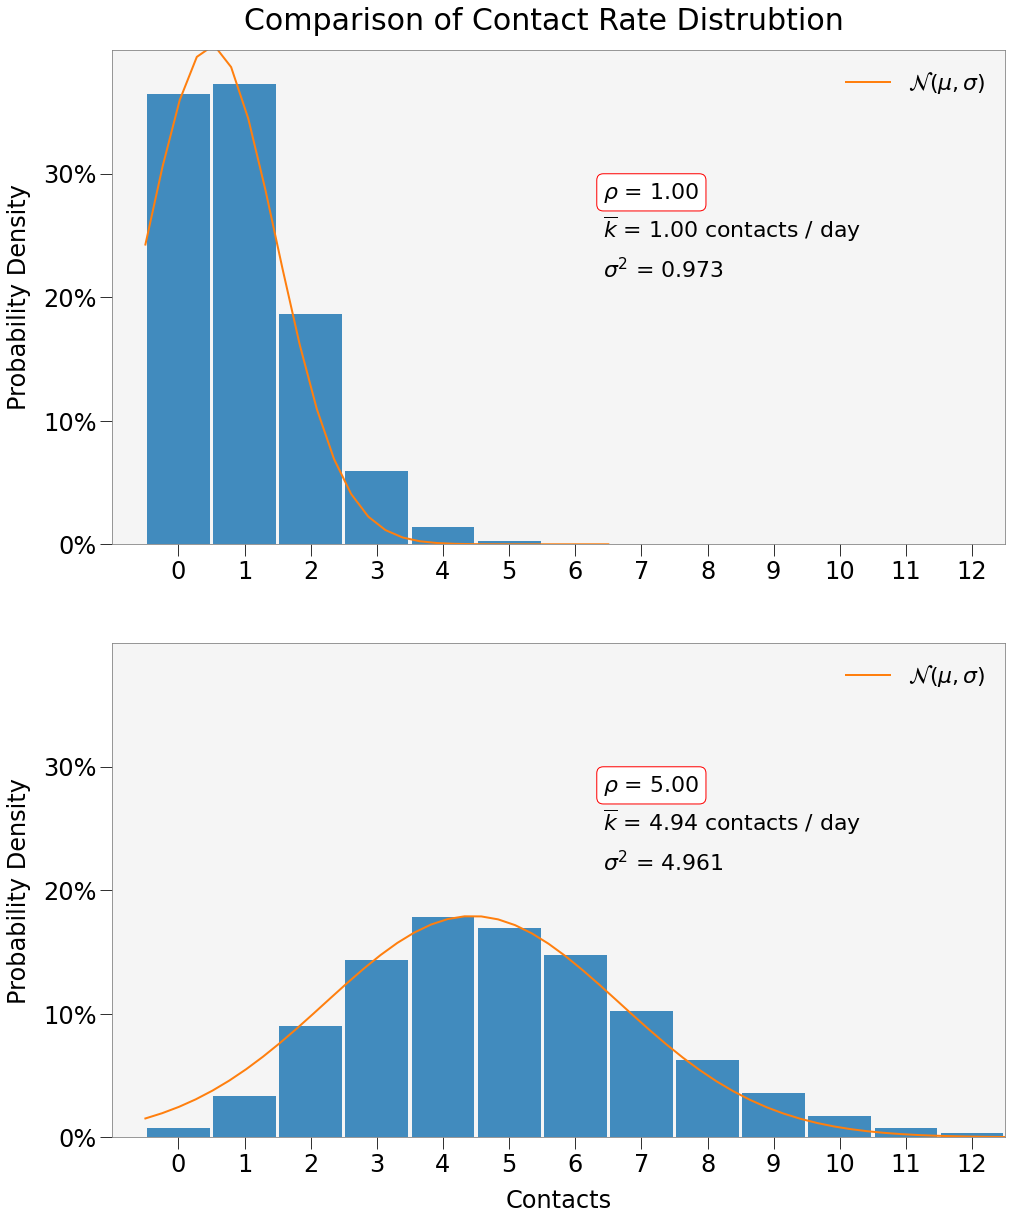 Comparison of Contact Rate Distrubtion
𝒩(μ, σ)
ρ = 1.00
k̅ = 1.00 contacts / day
σ² = 0.973
Probability Density
30%
20%
10%
0%
0 1 2 3 4 5 6 7 8 9 10 11 12
𝒩(μ, σ)
ρ = 5.00
k̅ = 4.94 contacts / day
σ² = 4.961
Probability Density
30%
20%
10%
0%
0 1 2 3 4 5 6 7 8 9 10 11 12
Contacts